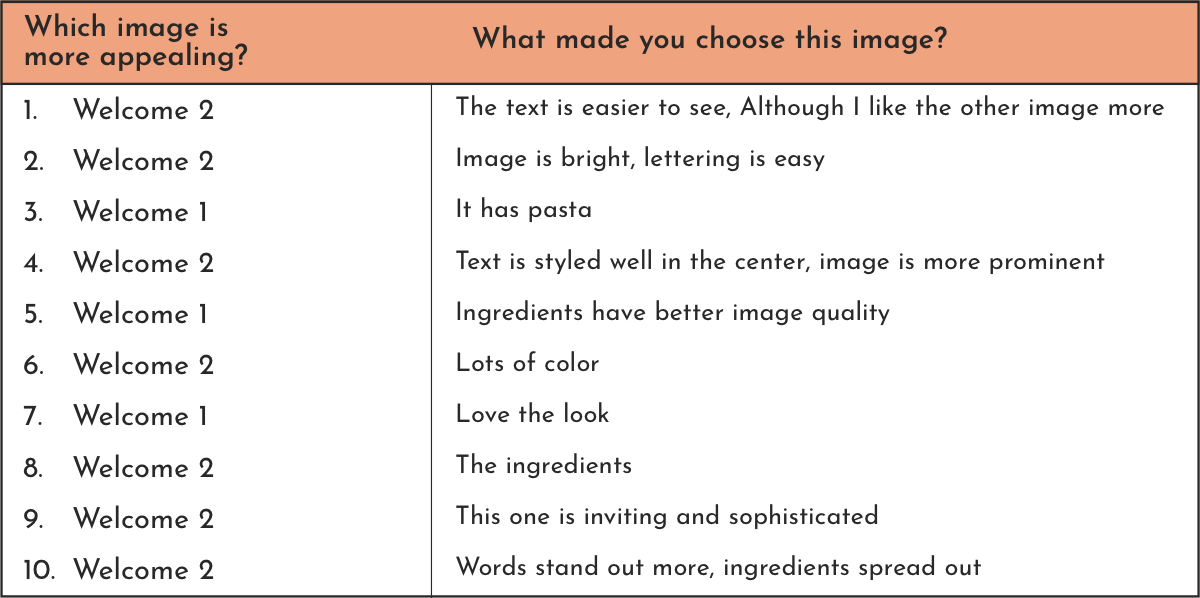 Which image is
more appealing?
What made you choose this image?
1. Welcome 2 The text is easier to see, Although I like the other image more
2. Welcome 2 Image is bright, lettering is easy
3. Welcome 1 It has pasta
4. Welcome 2 Text is styled well in the center, image is more prominent
5. Welcome 1 Ingredients have better image quality
6. Welcome 2 Lots of color
7. Welcome 1 Love the look
8. Welcome 2 The ingredients
9. Welcome 2 This one is inviting and sophisticated
10. Welcome 2 Words stand out more, ingredients spread out